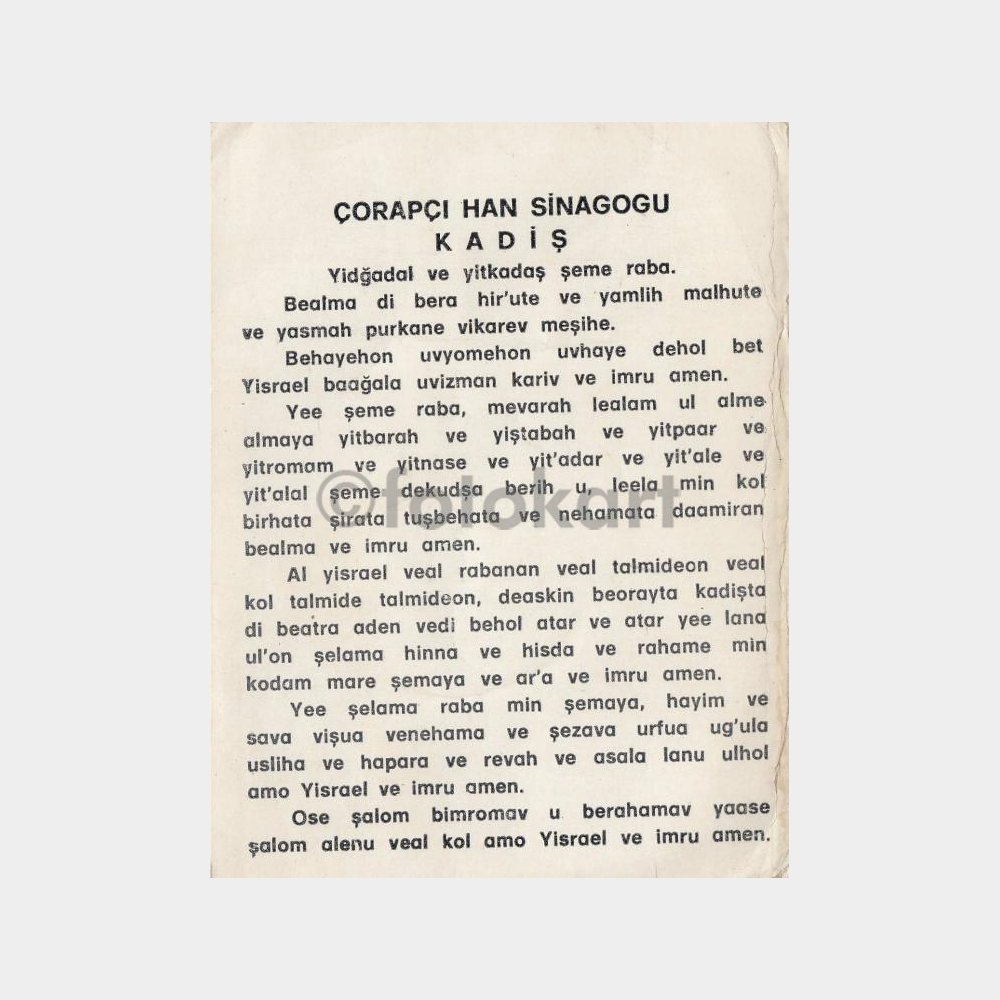 ÇORAPÇI HAN SİNAGOGU
KADİŞ
Yidğadal ve yitkadaş şeme raba.
Bealma di bera hir'ute ve yamlih malhute
ve yasmah purkane vikarev meşihe.
Behayehon uvyomehon uvhaye dehol bet
Yisrael baağala uvizman kariv ve imru amen.
Yee şeme raba, mevarah lealam ul alme
almaya yitbarah ve yiştabah ve yitpaar ve
yitromam ve yitnase ve yit'adar ve yit'ale ve
yit'alal şeme dekudşa berih u, leela min kol
birhata şirata tuşbehata ve nehamata daamiran
bealma ve imru amen.
Al yisrael veal rabanan veal talmideon veal
kol talmide talmideon, deaskin beorayta kadişta
di beatra aden vedi behol atar ve atar yee lana
ul'on şelama hinna ve hisda ve rahame min
kodam mare şemaya ve ar'a ve imru amen.
Yee şelama raba min şemaya, hayim ve
sava vişua venehama ve şezava urfua ug'ula
usliha ve hapara ve revah ve asala lanu ulhol
amo Yisrael ve imru amen.
Ose şalom bimromav u berahamav yaase
şalom alenu veal kol amo Yisrael ve imru amen.
©fotokart